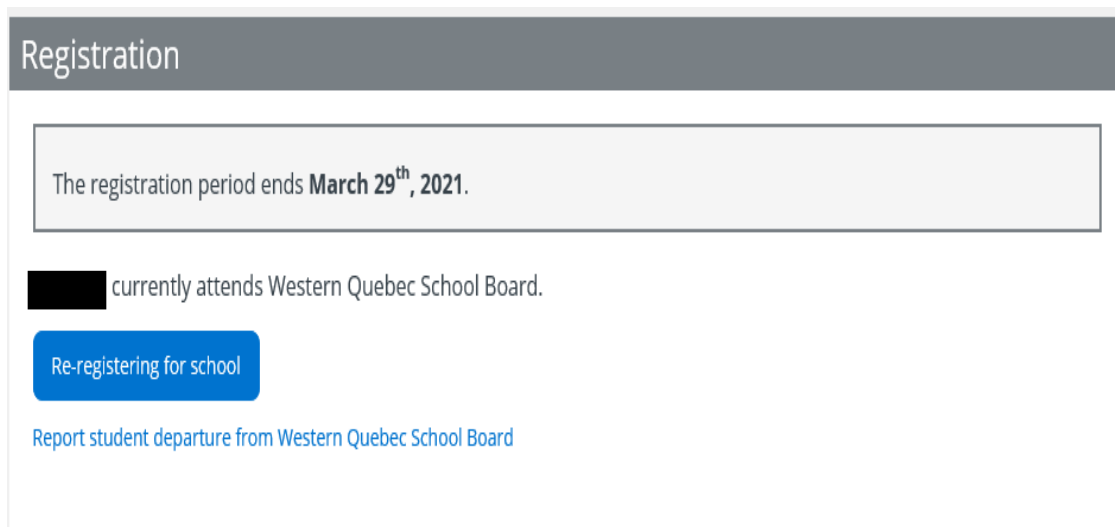 Registration
The registration period ends March 29th, 2021.
currently attends Western Quebec School Board.
Re-registering for school
Report student departure from Western Quebec School Board